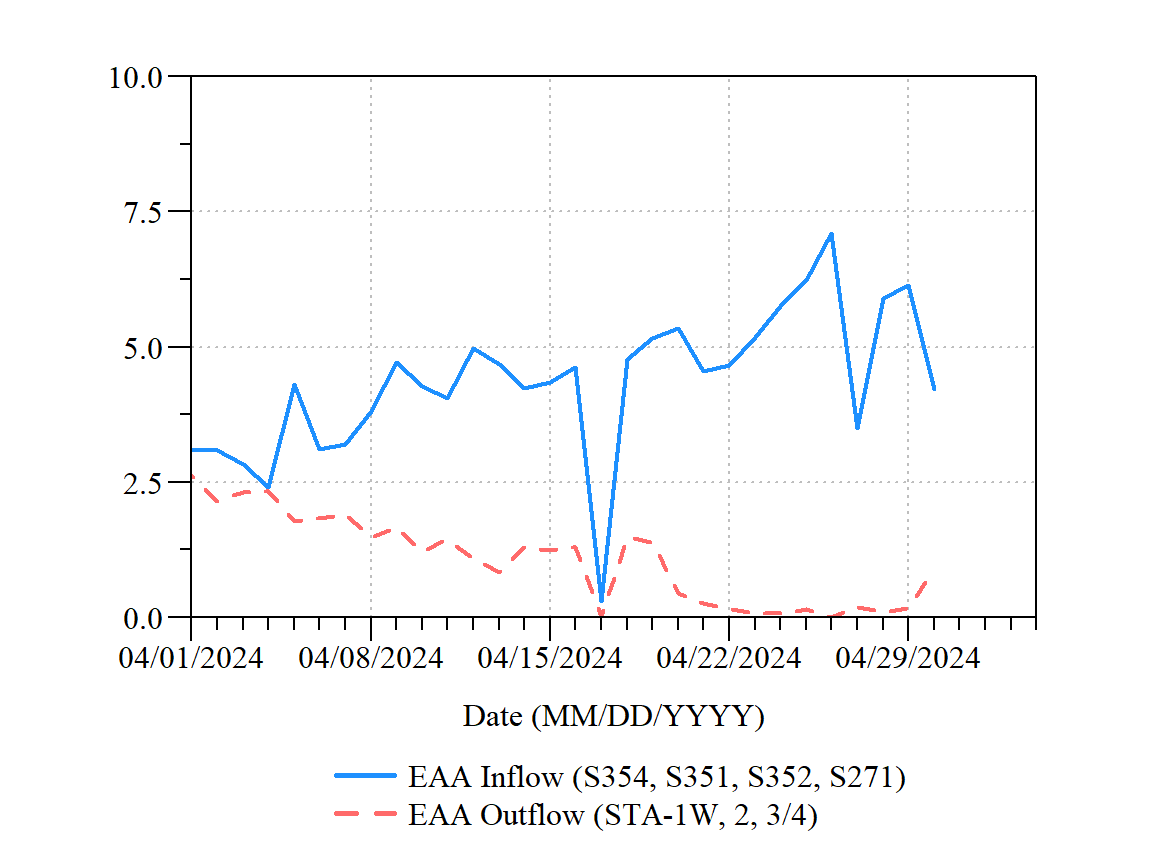 10.0
7.5
5.0
2.5
0.0
04/01/2024 04/08/2024 04/15/2024 04/22/2024 04/29/2024
Date (MM/DD/YYYY)
EAA Inflow (S354, S351, S352, S271)
EAA Outflow (STA-1W, 2, 3/4)